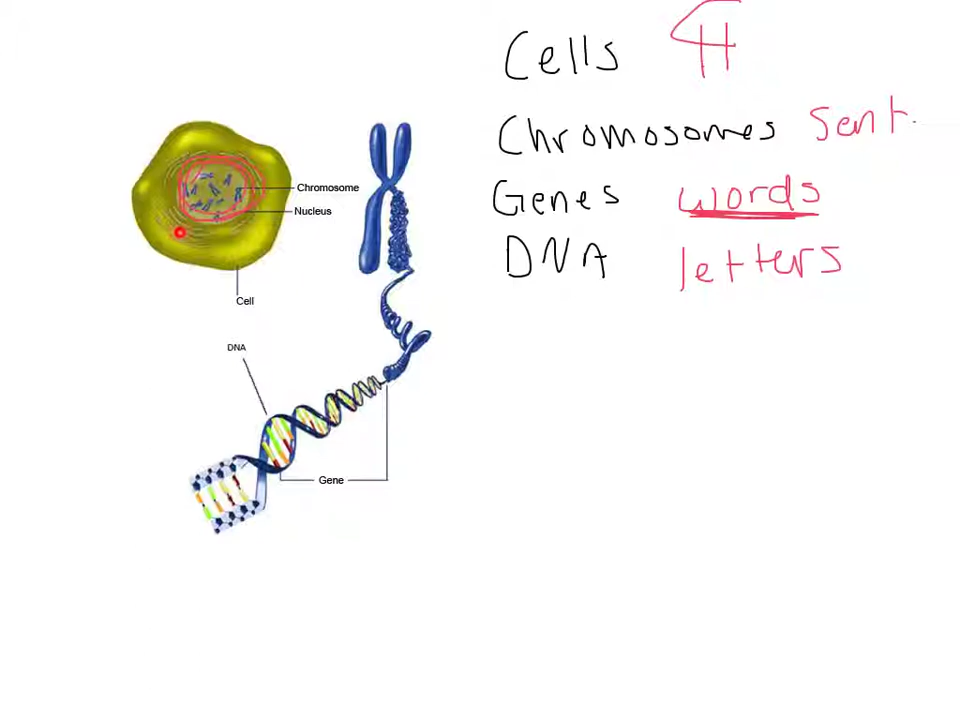 Cells
Chromosomes sent.
Genes words
DNA letters
Chromosome
Nucleus
Cell
DNA
Gene